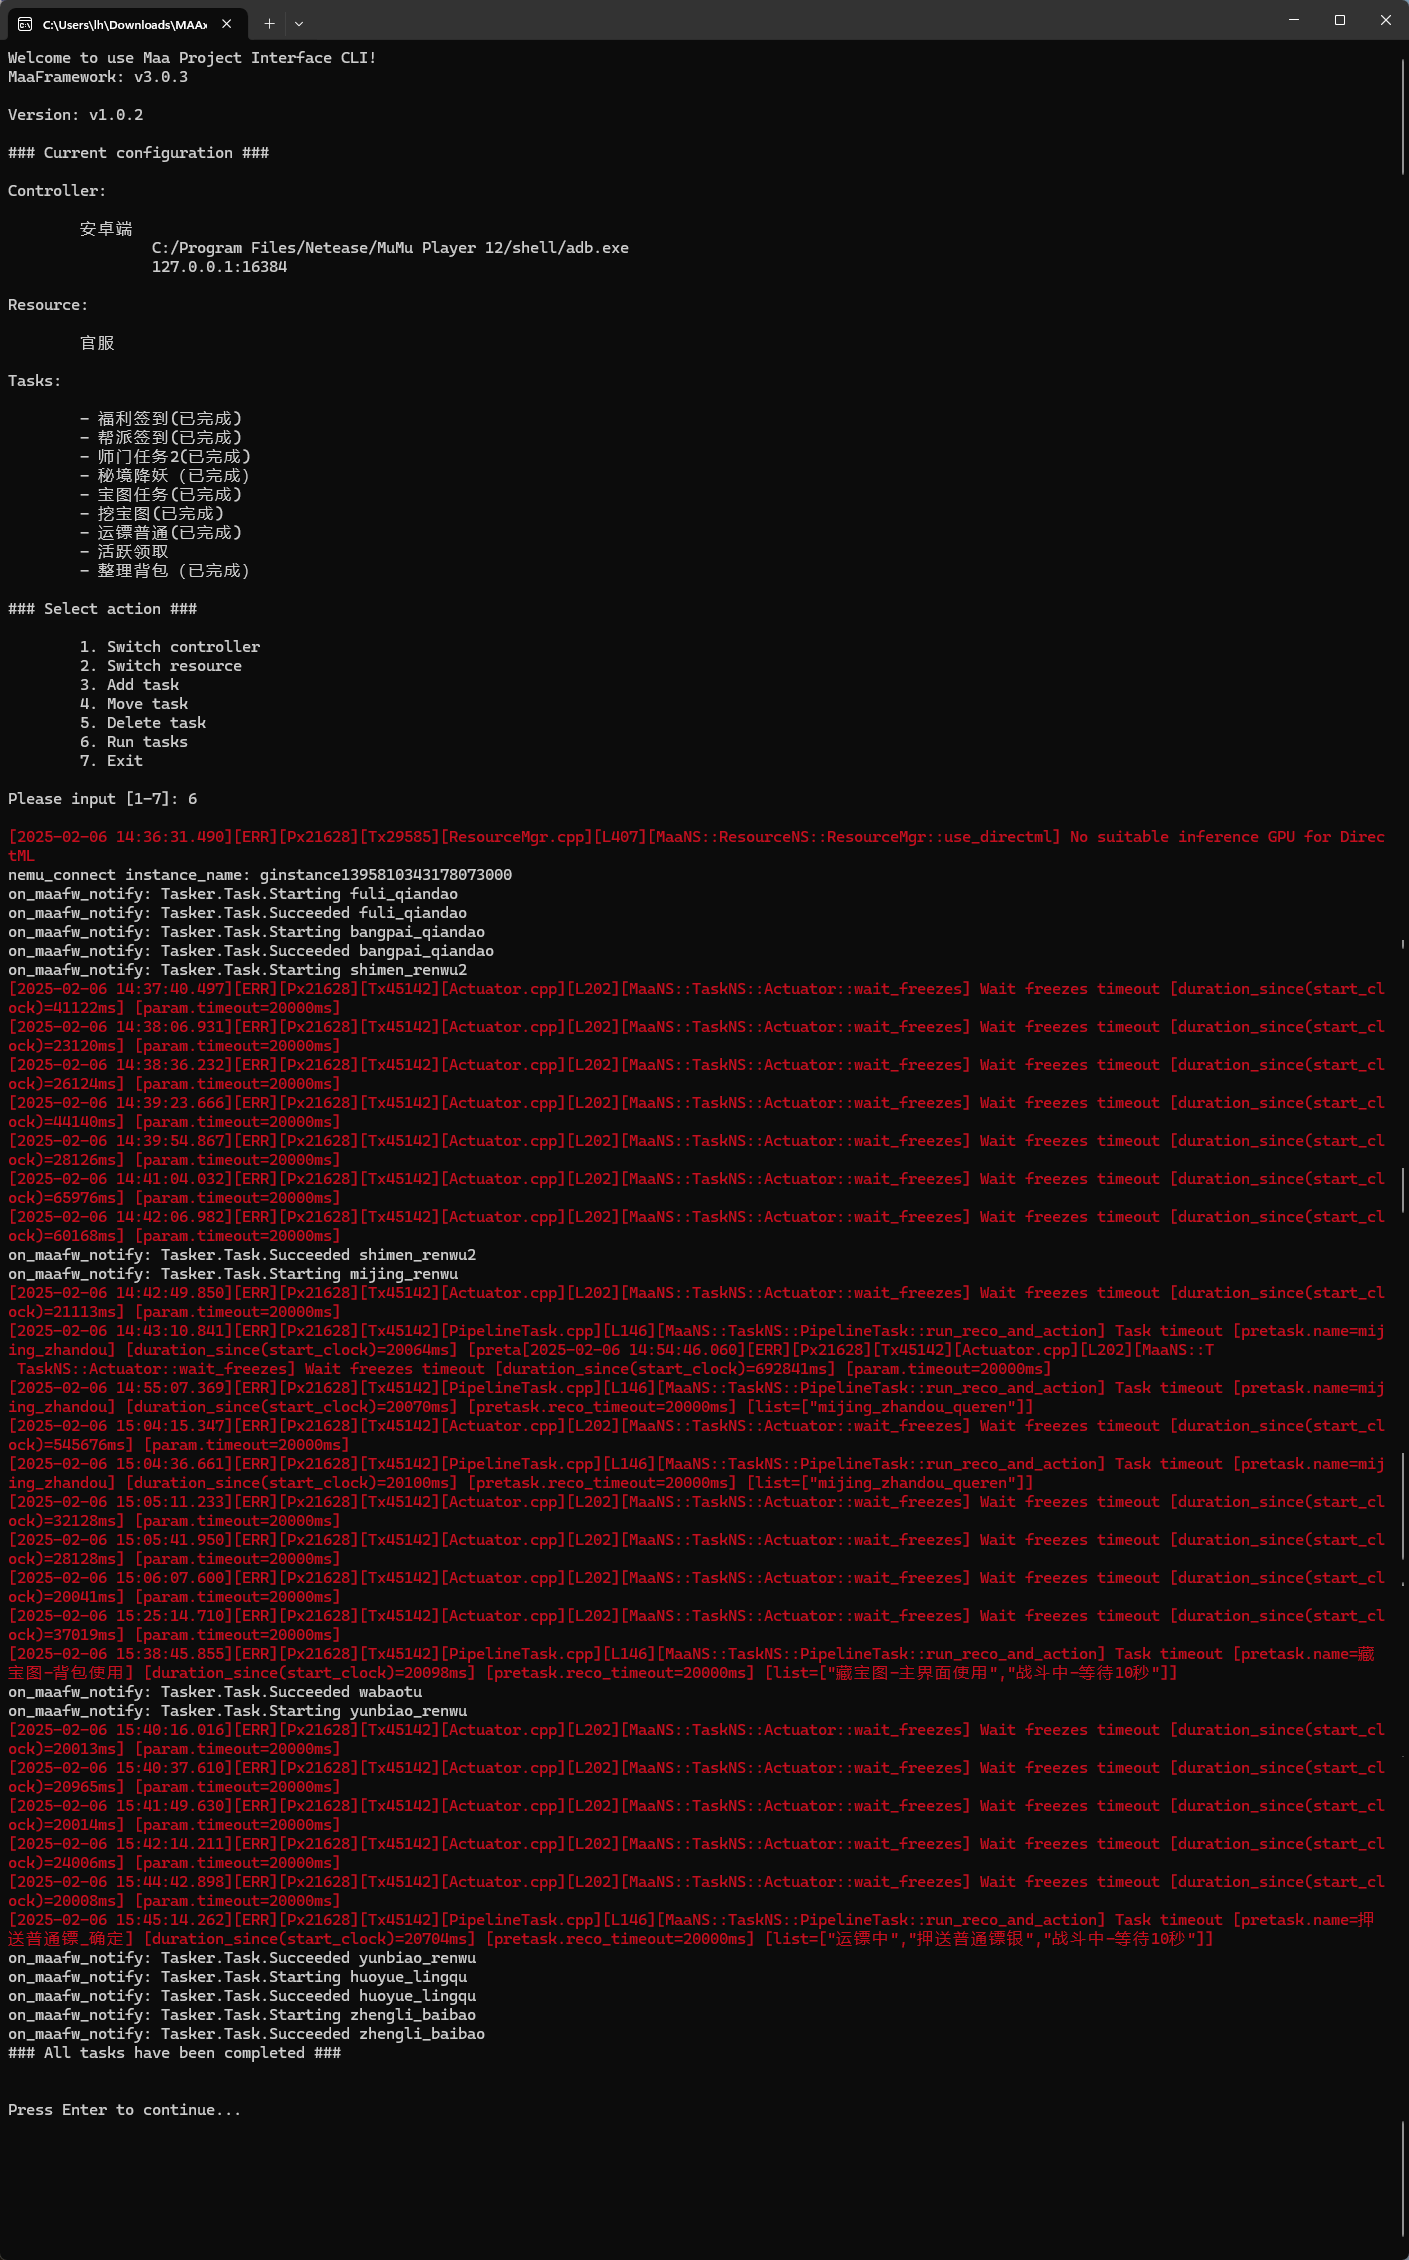 C:\Users\lh\Downloads\MAAx
Welcome to use Maa Project Interface CLI!
MaaFramework: v3.0.3
Version: v1.0.2
### Current configuration ###
Controller:
安卓端
C:/Program Files/Netease/MuMu Player 12/shell/adb.exe
127.0.0.1:16384
Resource:
官服
Tasks:
- 福利签到(已完成)
- 帮派签到(已完成)
- 师门任务2(已完成)
- 秘境降妖（已完成）
- 宝图任务(已完成)
- 挖宝图(已完成)
- 运镖普通(已完成)
- 活跃领取
- 整理背包（已完成）
### Select action ###
1. Switch controller
2. Switch resource
3. Add task
4. Move task
5. Delete task
6. Run tasks
7. Exit
Please input [1-7]: 6
[2025-02-06 14:36:31.490][ERR][Px21628][Tx29585][ResourceMgr.cpp][L407][MaaNS::ResourceNS::ResourceMgr::use_directml] No suitable inference GPU for Direc
tML
nemu_connect instance_name: ginstance1395810343178073000
on_maafw_notify: Tasker.Task.Starting fuli_qiandao
on_maafw_notify: Tasker.Task.Succeeded fuli_qiandao
on_maafw_notify: Tasker.Task.Starting bangpai_qiandao
on_maafw_notify: Tasker.Task.Succeeded bangpai_qiandao
on_maafw_notify: Tasker.Task.Starting shimen_renwu2
[2025-02-06 14:37:40.497][ERR][Px21628][Tx45142][Actuator.cpp][L202][MaaNS::TaskNS::Actuator::wait_freezes] Wait freezes timeout [duration_since(start_cl
ock)=41122ms] [param.timeout=20000ms]
[2025-02-06 14:38:06.931][ERR][Px21628][Tx45142][Actuator.cpp][L202][MaaNS::TaskNS::Actuator::wait_freezes] Wait freezes timeout [duration_since(start_cl
ock)=23120ms] [param.timeout=20000ms]
[2025-02-06 14:38:36.232][ERR][Px21628][Tx45142][Actuator.cpp][L202][MaaNS::TaskNS::Actuator::wait_freezes] Wait freezes timeout [duration_since(start_cl
ock)=26124ms] [param.timeout=20000ms]
[2025-02-06 14:39:23.666][ERR][Px21628][Tx45142][Actuator.cpp][L202][MaaNS::TaskNS::Actuator::wait_freezes] Wait freezes timeout [duration_since(start_cl
ock)=44140ms] [param.timeout=20000ms]
[2025-02-06 14:39:54.867][ERR][Px21628][Tx45142][Actuator.cpp][L202][MaaNS::TaskNS::Actuator::wait_freezes] Wait freezes timeout [duration_since(start_cl
ock)=28126ms] [param.timeout=20000ms]
[2025-02-06 14:41:04.032][ERR][Px21628][Tx45142][Actuator.cpp][L202][MaaNS::TaskNS::Actuator::wait_freezes] Wait freezes timeout [duration_since(start_cl
ock)=65976ms] [param.timeout=20000ms]
[2025-02-06 14:42:06.982][ERR][Px21628][Tx45142][Actuator.cpp][L202][MaaNS::TaskNS::Actuator::wait_freezes] Wait freezes timeout [duration_since(start_cl
ock)=60168ms] [param.timeout=20000ms]
on_maafw_notify: Tasker.Task.Succeeded shimen_renwu2
on_maafw_notify: Tasker.Task.Starting mijing_renwu
[2025-02-06 14:42:49.850][ERR][Px21628][Tx45142][Actuator.cpp][L202][MaaNS::TaskNS::Actuator::wait_freezes] Wait freezes timeout [duration_since(start_cl
ock)=21113ms] [param.timeout=20000ms]
[2025-02-06 14:43:10.841][ERR][Px21628][Tx45142][PipelineTask.cpp][L146][MaaNS::TaskNS::PipelineTask::run_reco_and_action] Task timeout [pretask.name=mij
ing_zhandou] [duration_since(start_clock)=20064ms] [preta[2025-02-06 14:54:46.060][ERR][Px21628][Tx45142][Actuator.cpp][L202][MaaNS::T
TaskNS::Actuator::wait_freezes] Wait freezes timeout [duration_since(start_clock)=692841ms] [param.timeout=20000ms]
[2025-02-06 14:55:07.369][ERR][Px21628][Tx45142][PipelineTask.cpp][L146][MaaNS::TaskNS::PipelineTask::run_reco_and_action] Task timeout [pretask.name=mij
ing_zhandou] [duration_since(start_clock)=20070ms] [pretask.reco_timeout=20000ms] [list=["mijing_zhandou_queren"]]
[2025-02-06 15:04:15.347][ERR][Px21628][Tx45142][Actuator.cpp][L202][MaaNS::TaskNS::Actuator::wait_freezes] Wait freezes timeout [duration_since(start_cl
ock)=545676ms] [param.timeout=20000ms]
[2025-02-06 15:04:36.661][ERR][Px21628][Tx45142][PipelineTask.cpp][L146][MaaNS::TaskNS::PipelineTask::run_reco_and_action] Task timeout [pretask.name=mij
ing_zhandou] [duration_since(start_clock)=20100ms] [pretask.reco_timeout=20000ms] [list=["mijing_zhandou_queren"]]
[2025-02-06 15:05:11.233][ERR][Px21628][Tx45142][Actuator.cpp][L202][MaaNS::TaskNS::Actuator::wait_freezes] Wait freezes timeout [duration_since(start_cl
ock)=32128ms] [param.timeout=20000ms]
[2025-02-06 15:05:41.950][ERR][Px21628][Tx45142][Actuator.cpp][L202][MaaNS::TaskNS::Actuator::wait_freezes] Wait freezes timeout [duration_since(start_cl
ock)=28128ms] [param.timeout=20000ms]
[2025-02-06 15:06:07.600][ERR][Px21628][Tx45142][Actuator.cpp][L202][MaaNS::TaskNS::Actuator::wait_freezes] Wait freezes timeout [duration_since(start_cl
ock)=20041ms] [param.timeout=20000ms]
[2025-02-06 15:25:14.710][ERR][Px21628][Tx45142][Actuator.cpp][L202][MaaNS::TaskNS::Actuator::wait_freezes] Wait freezes timeout [duration_since(start_cl
ock)=37019ms] [param.timeout=20000ms]
[2025-02-06 15:38:45.855][ERR][Px21628][Tx45142][PipelineTask.cpp][L146][MaaNS::TaskNS::PipelineTask::run_reco_and_action] Task timeout [pretask.name=藏
宝图-背包使用] [duration_since(start_clock)=20098ms] [pretask.reco_timeout=20000ms] [list=["藏宝图-主界面使用","战斗中-等待10秒"]]
on_maafw_notify: Tasker.Task.Succeeded wabaotu
on_maafw_notify: Tasker.Task.Starting yunbiao_renwu
[2025-02-06 15:40:16.016][ERR][Px21628][Tx45142][Actuator.cpp][L202][MaaNS::TaskNS::Actuator::wait_freezes] Wait freezes timeout [duration_since(start_cl
ock)=20013ms] [param.timeout=20000ms]
[2025-02-06 15:40:37.610][ERR][Px21628][Tx45142][Actuator.cpp][L202][MaaNS::TaskNS::Actuator::wait_freezes] Wait freezes timeout [duration_since(start_cl
ock)=20965ms] [param.timeout=20000ms]
[2025-02-06 15:41:49.630][ERR][Px21628][Tx45142][Actuator.cpp][L202][MaaNS::TaskNS::Actuator::wait_freezes] Wait freezes timeout [duration_since(start_cl
ock)=20014ms] [param.timeout=20000ms]
[2025-02-06 15:42:14.211][ERR][Px21628][Tx45142][Actuator.cpp][L202][MaaNS::TaskNS::Actuator::wait_freezes] Wait freezes timeout [duration_since(start_cl
ock)=24006ms] [param.timeout=20000ms]
[2025-02-06 15:44:42.898][ERR][Px21628][Tx45142][Actuator.cpp][L202][MaaNS::TaskNS::Actuator::wait_freezes] Wait freezes timeout [duration_since(start_cl
ock)=20008ms] [param.timeout=20000ms]
[2025-02-06 15:45:14.262][ERR][Px21628][Tx45142][PipelineTask.cpp][L146][MaaNS::TaskNS::PipelineTask::run_reco_and_action] Task timeout [pretask.name=押
送普通镖_确定] [duration_since(start_clock)=20704ms] [pretask.reco_timeout=20000ms] [list=["运镖中","押送普通镖银","战斗中-等待10秒"]]
on_maafw_notify: Tasker.Task.Succeeded yunbiao_renwu
on_maafw_notify: Tasker.Task.Starting huoyue_lingqu
on_maafw_notify: Tasker.Task.Succeeded huoyue_lingqu
on_maafw_notify: Tasker.Task.Starting zhengli_baibao
on_maafw_notify: Tasker.Task.Succeeded zhengli_baibao
### All tasks have been completed ###
Press Enter to continue...